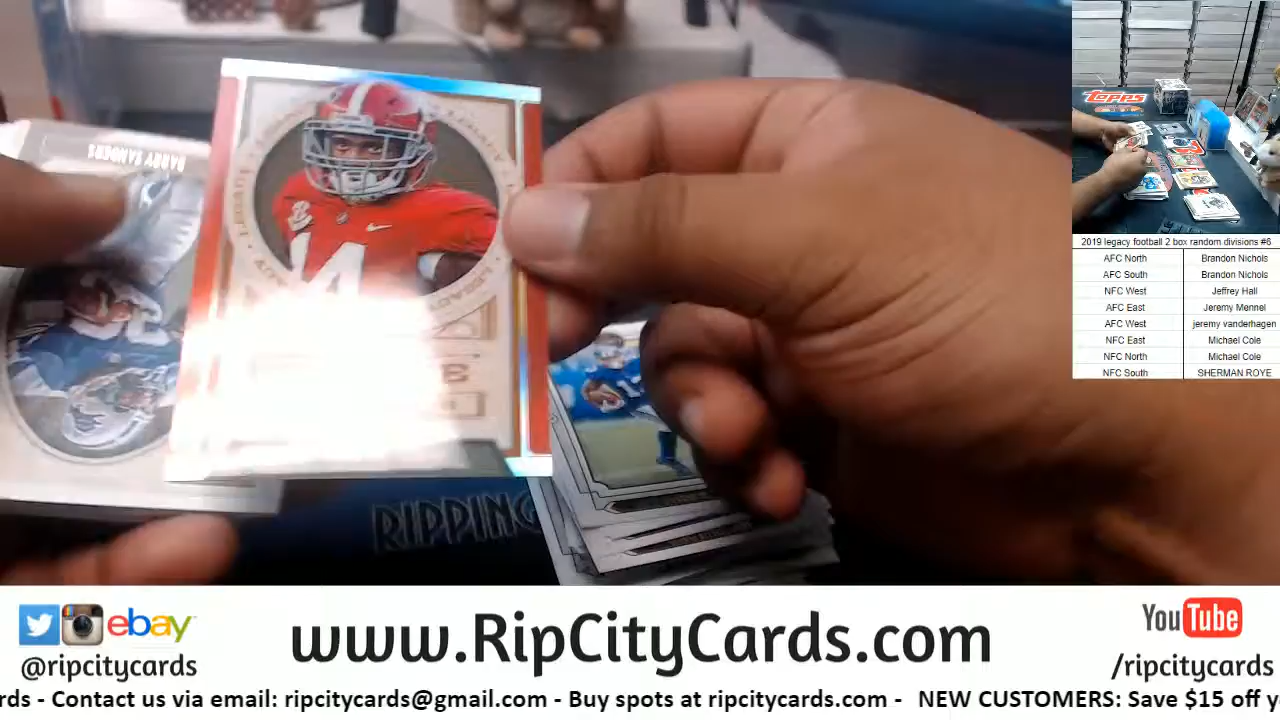 BARRY SANDERS
14
RIPPING
TOPPS
2019 legacy football 2 box random divisions #6
AFC North Brandon Nichols
AFC South Brandon Nichols
NFC West Jeffrey Hall
AFC East Jeremy Mennel
AFC West jeremy vanderhagen
NFC East Michael Cole
NFC North Michael Cole
NFC South SHERMAN ROYE
ebay
@ripcitycards
www.RipCityCards.com
YouTube
/ripcitycards
rds - Contact us via email: ripcitycards@gmail.com - Buy spots at ripcitycards.com - NEW CUSTOMERS: Save $15 off y